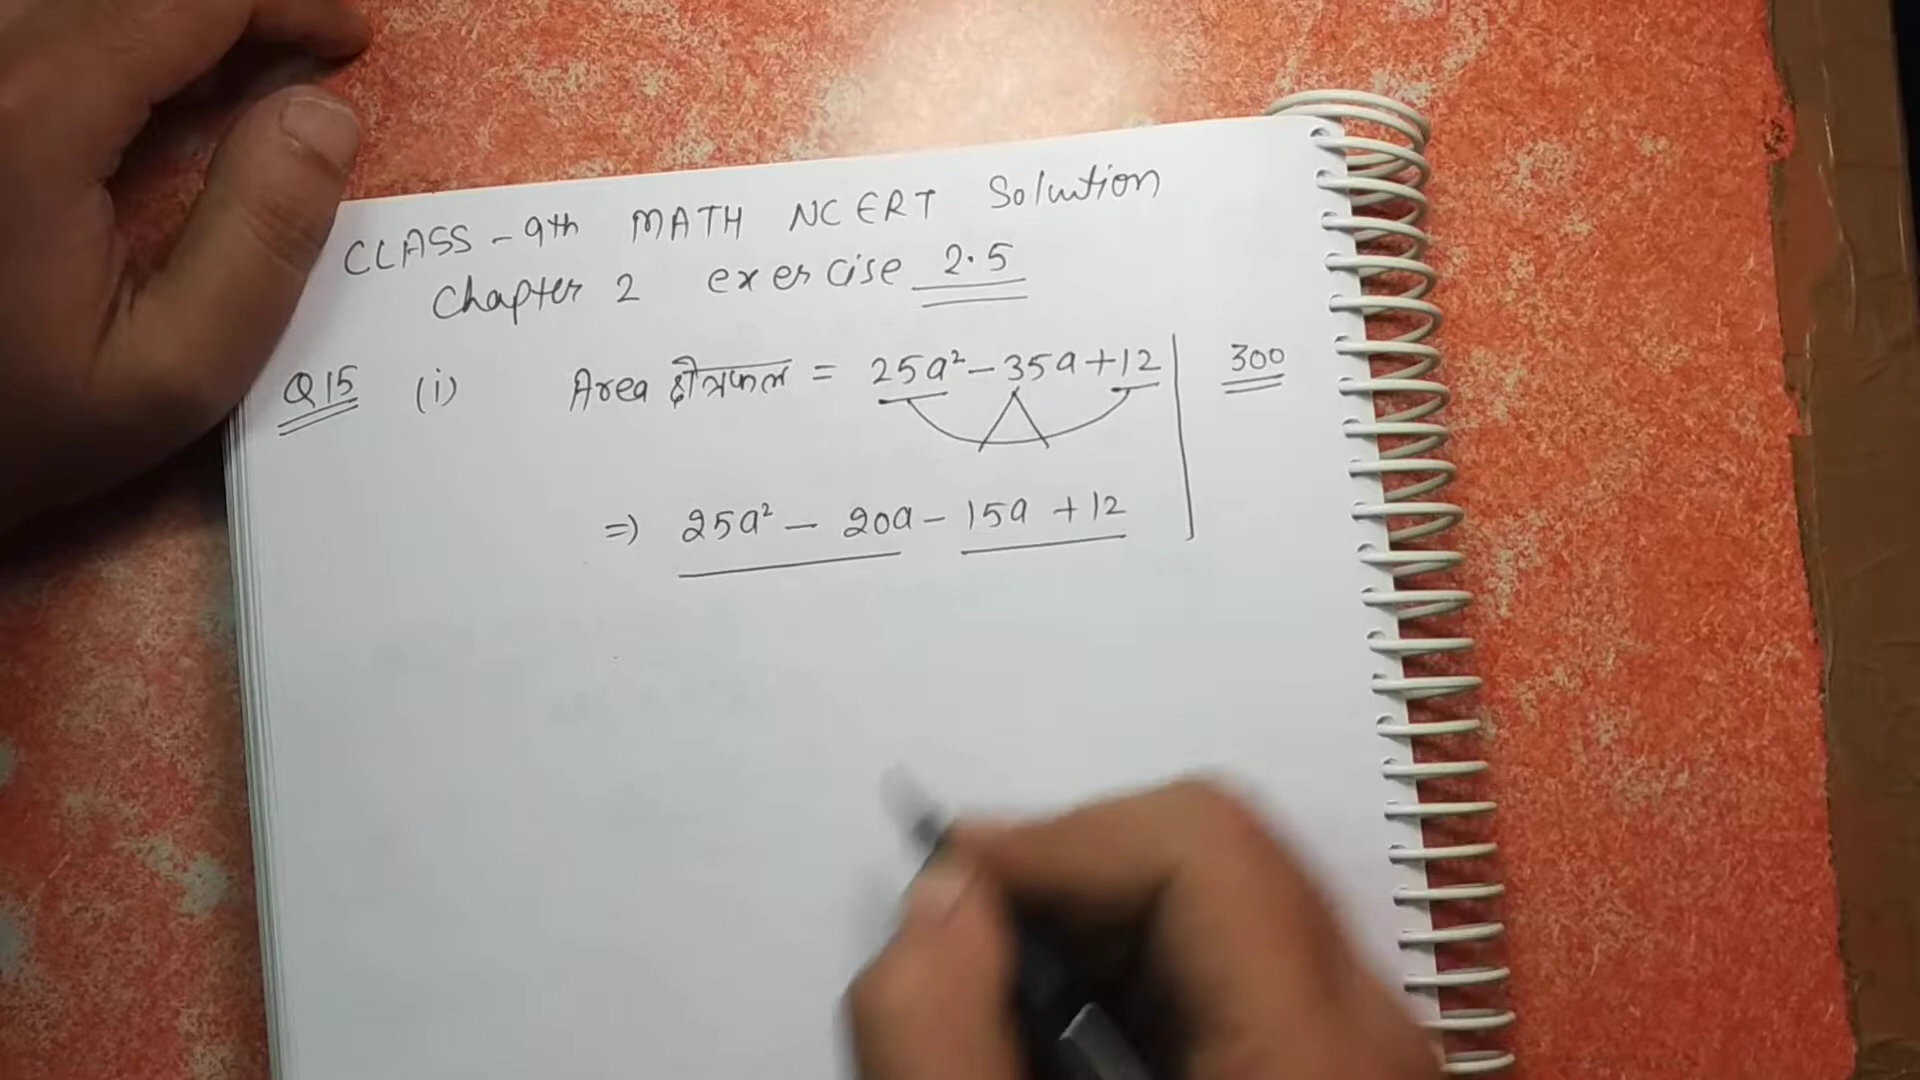 CLASS - 9th MATH NCERT Solution
Chapter 2 exercise 2.5
Q15 (i) Area क्षेत्रफल = 25a² - 35a + 12 | 300
=) 25a² - 20a - 15a + 12